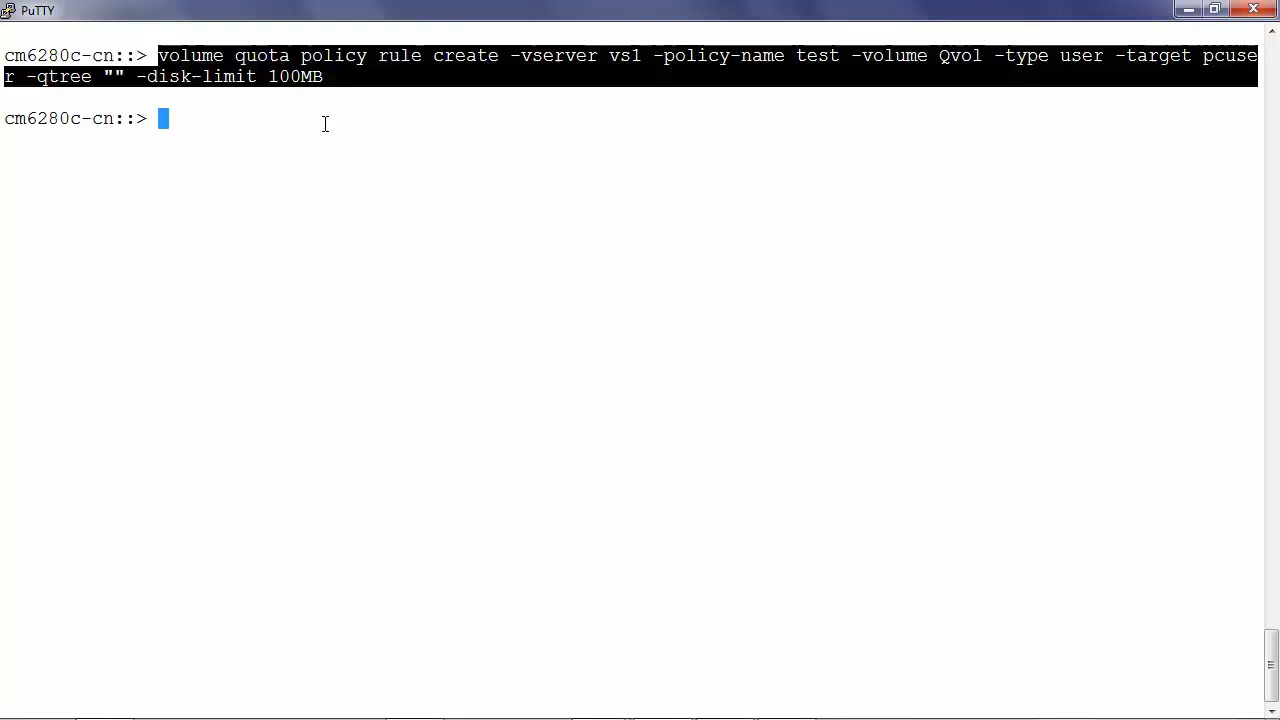 PuTTY
cm6280c-cn::> volume quota policy rule create -vserver vs1 -policy-name test -volume Qvol -type user -target pcuse
r -qtree "" -disk-limit 100MB
cm6280c-cn::>